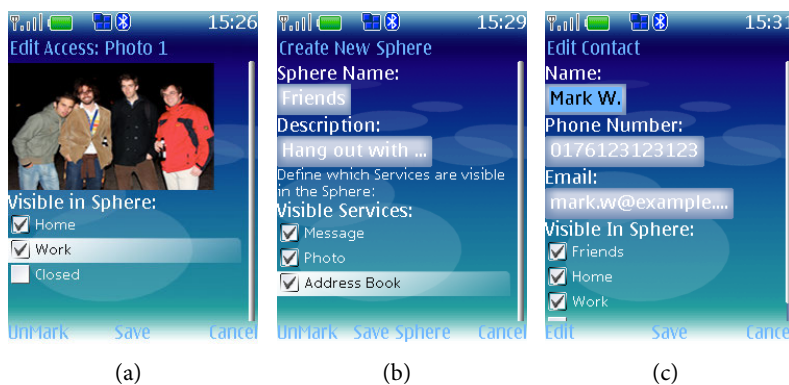 15:26
Edit Access: Photo 1
Visible in Sphere:
Home
Work
Closed
UnMark Save Cancel
(a)
15:29
Create New Sphere
Sphere Name:
Friends
Description:
Hang out with ...
Define which Services are visible
in the Sphere:
Visible Services:
Message
Photo
Address Book
UnMark Save Sphere Cancel
(b)
15:31
Edit Contact
Name:
Mark W.
Phone Number:
0176123123123
Email:
mark.w@example....
Visible In Sphere:
Friends
Home
Work
Edit Save Cance
(c)